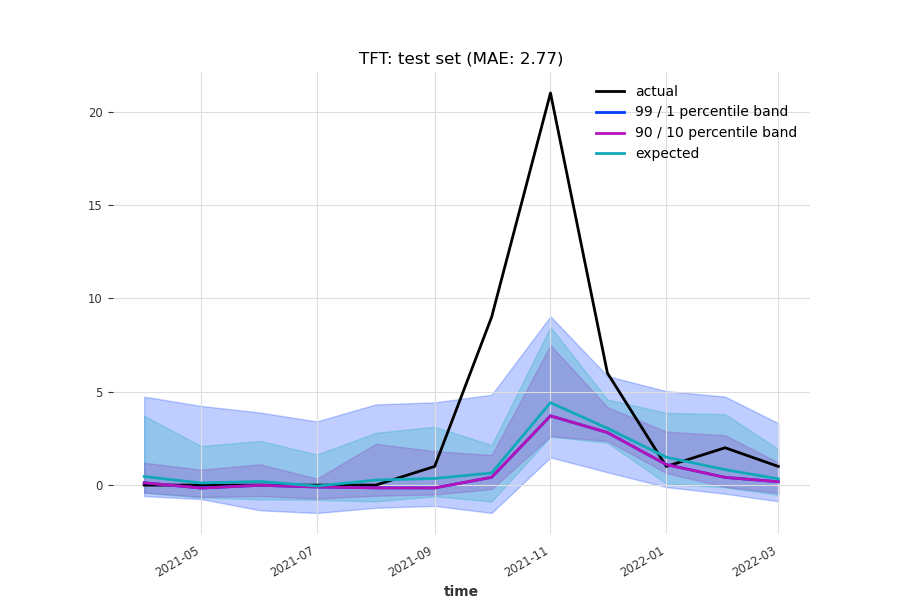 TFT: test set (MAE: 2.77)
actual
99 / 1 percentile band
90 / 10 percentile band
expected
20
15
10
5
0
2021-05
2021-07
2021-09
2021-11
2022-01
2022-03
time